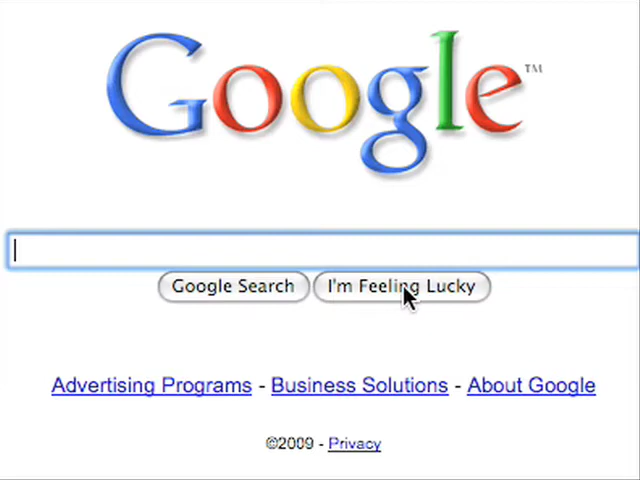 Google™
Google Search I'm Feeling Lucky
Advertising Programs - Business Solutions - About Google
©2009 - Privacy